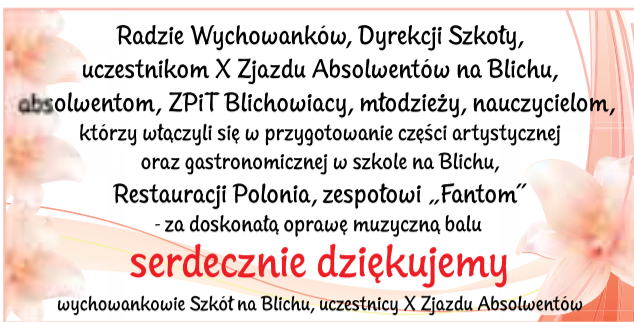 Radzie Wychowanków, Dyrekcji Szkoły,
uczestnikom X Zjazdu Absolwentów na Blichu,
absolwentom, ZPiT Blichowiacy, młodzieży, nauczycielom,
którzy włączyli się w przygotowanie części artystycznej
oraz gastronomicznej w szkole na Blichu,
Restauracji Polonia, zespołowi „Fantom”
- za doskonałą oprawę muzyczną balu
serdecznie dziękujemy
wychowankowie Szkół na Blichu, uczestnicy X Zjazdu Absolwentów